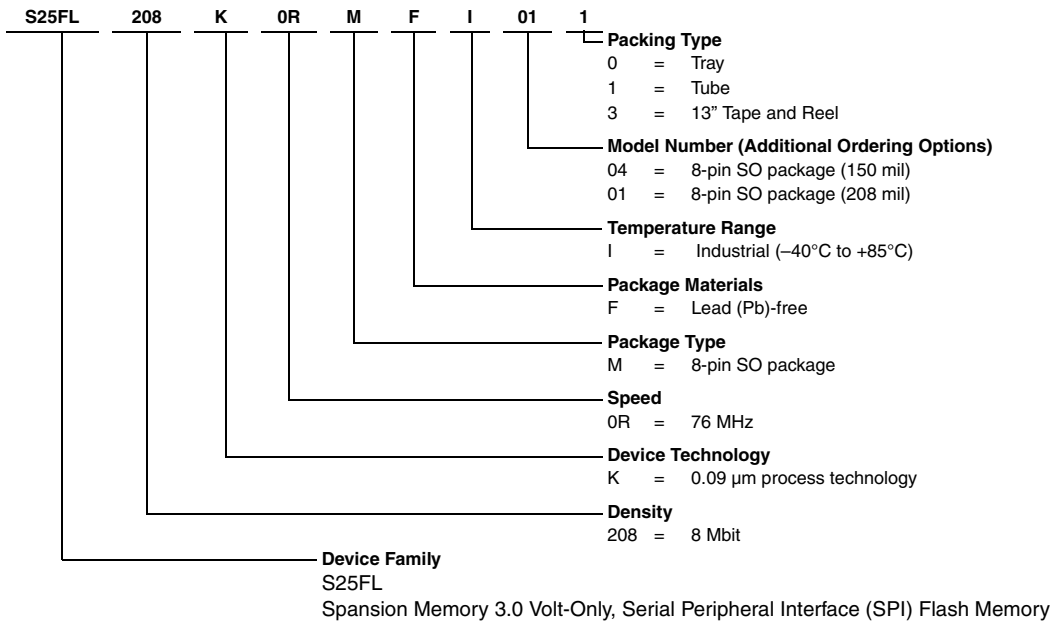 S25FL 208 K 0R M F I 01 1
Packing Type
0 = Tray
1 = Tube
3 = 13” Tape and Reel
Model Number (Additional Ordering Options)
04 = 8-pin SO package (150 mil)
01 = 8-pin SO package (208 mil)
Temperature Range
I = Industrial (–40°C to +85°C)
Package Materials
F = Lead (Pb)-free
Package Type
M = 8-pin SO package
Speed
0R = 76 MHz
Device Technology
K = 0.09 µm process technology
Density
208 = 8 Mbit
Device Family
S25FL
Spansion Memory 3.0 Volt-Only, Serial Peripheral Interface (SPI) Flash Memory